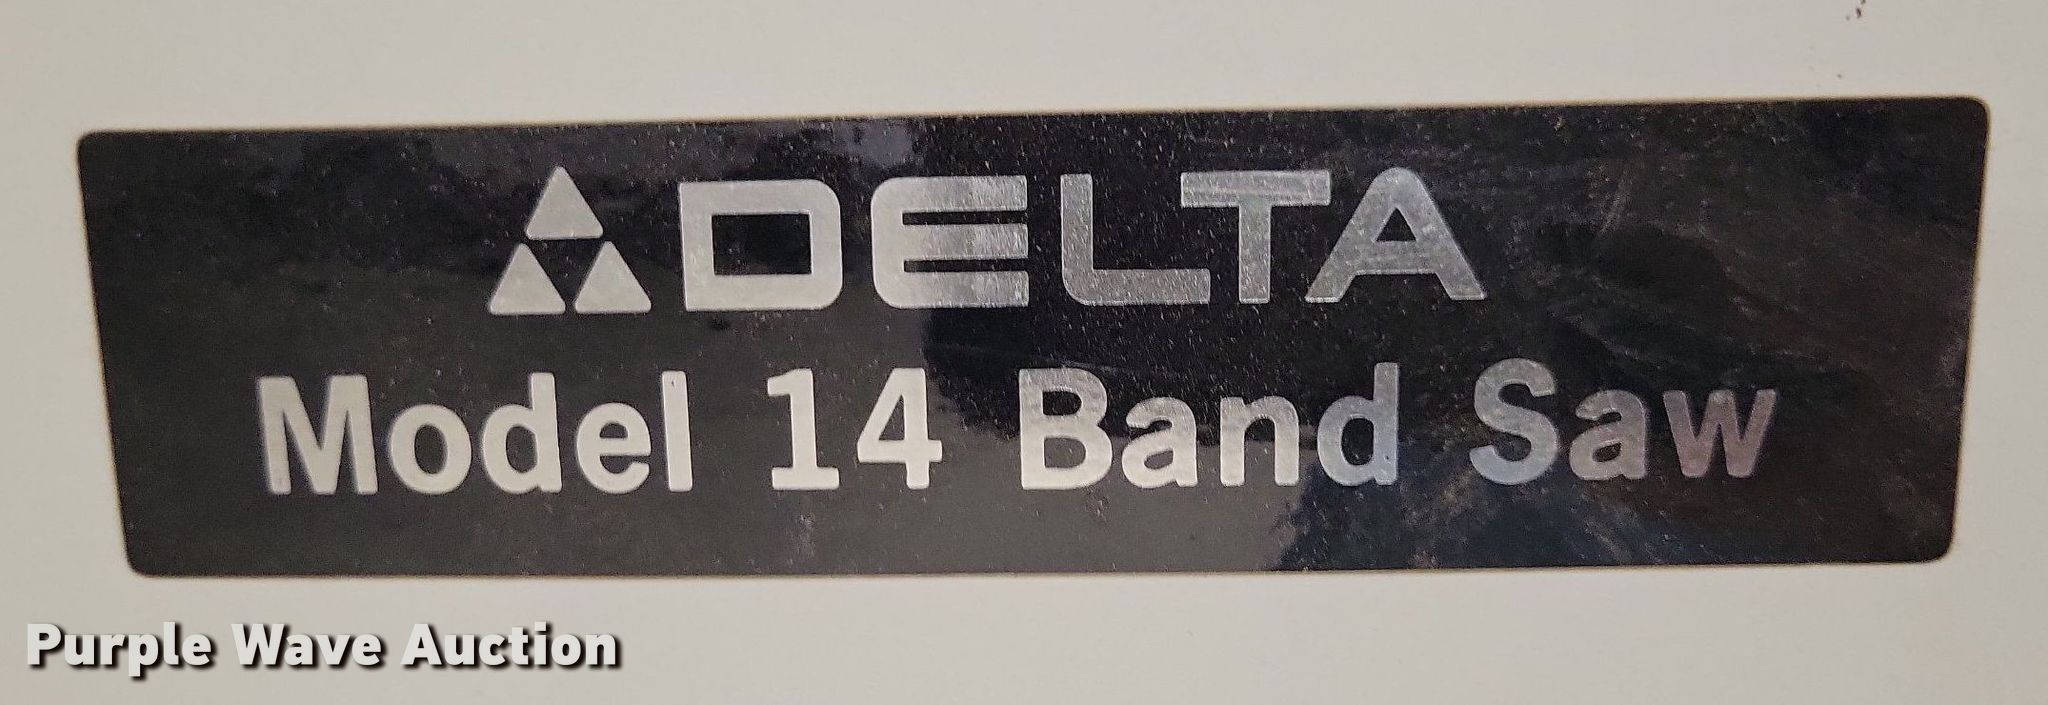 DELTA
Model 14 Band Saw
Purple Wave Auction